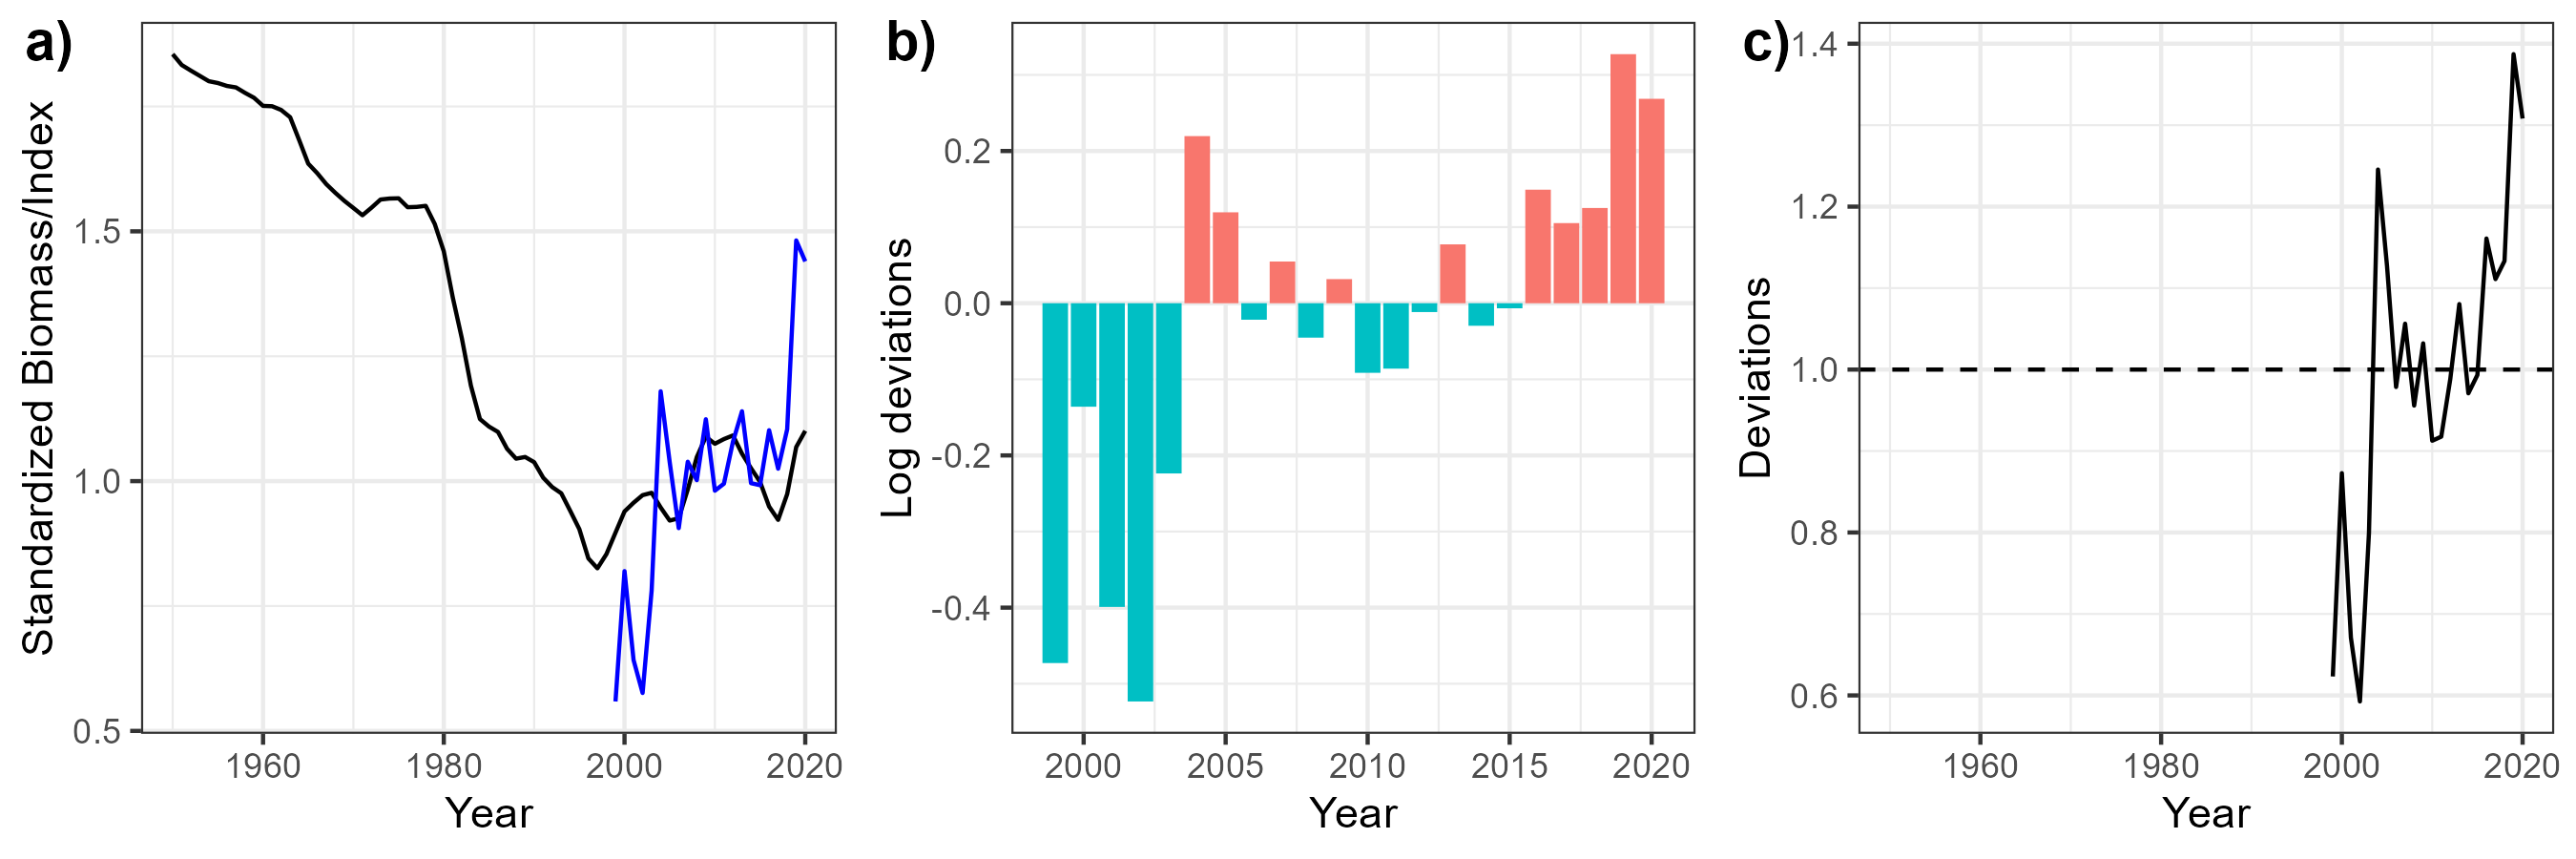 a)
Standardized Biomass/Index
1.5
1.0
0.5
1960 1980 2000 2020
Year
b)
Log deviations
0.2
0.0
-0.2
-0.4
2000 2005 2010 2015 2020
Year
c)
Deviations
1.4
1.2
1.0
0.8
0.6
1960 1980 2000 2020
Year